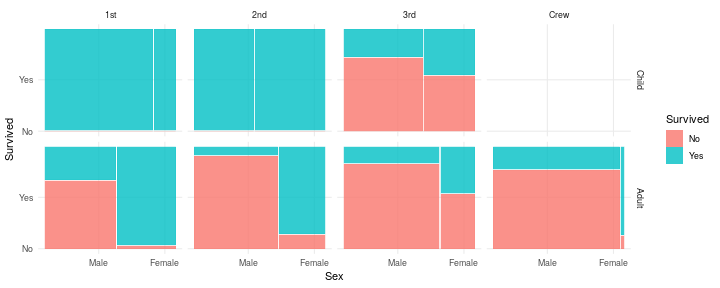 1st
2nd
3rd
Crew
Yes
No
Child
Survived
Yes
No
Adult
Survived
No
Yes
Male
Female
Male
Female
Male
Female
Male
Female
Sex